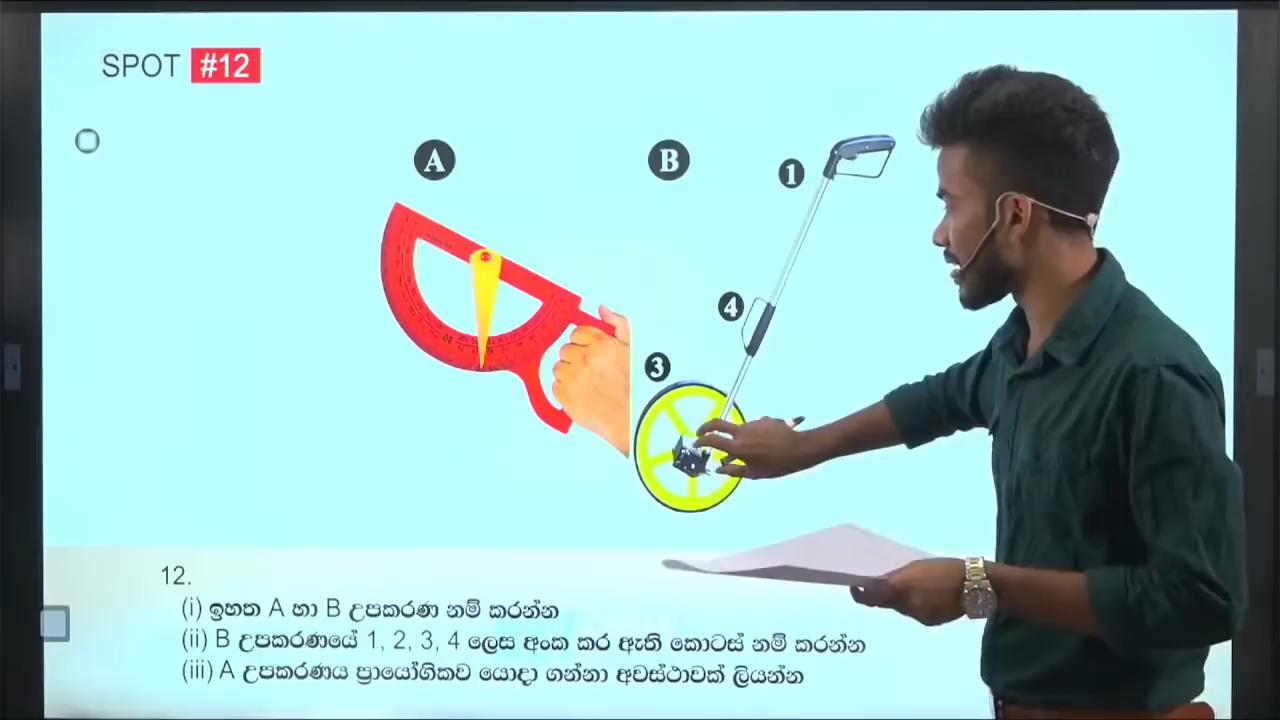 SPOT #12
A
B
1
4
3
12.
(i) ඉහත A හා B උපකරණ නම් කරන්න
(ii) B උපකරණයේ 1, 2, 3, 4 ලෙස අංක කර ඇති කොටස් නම් කරන්න
(iii) A උපකරණය ප්‍රායෝගිකව යොදා ගන්නා අවස්ථාවක් ලියන්න